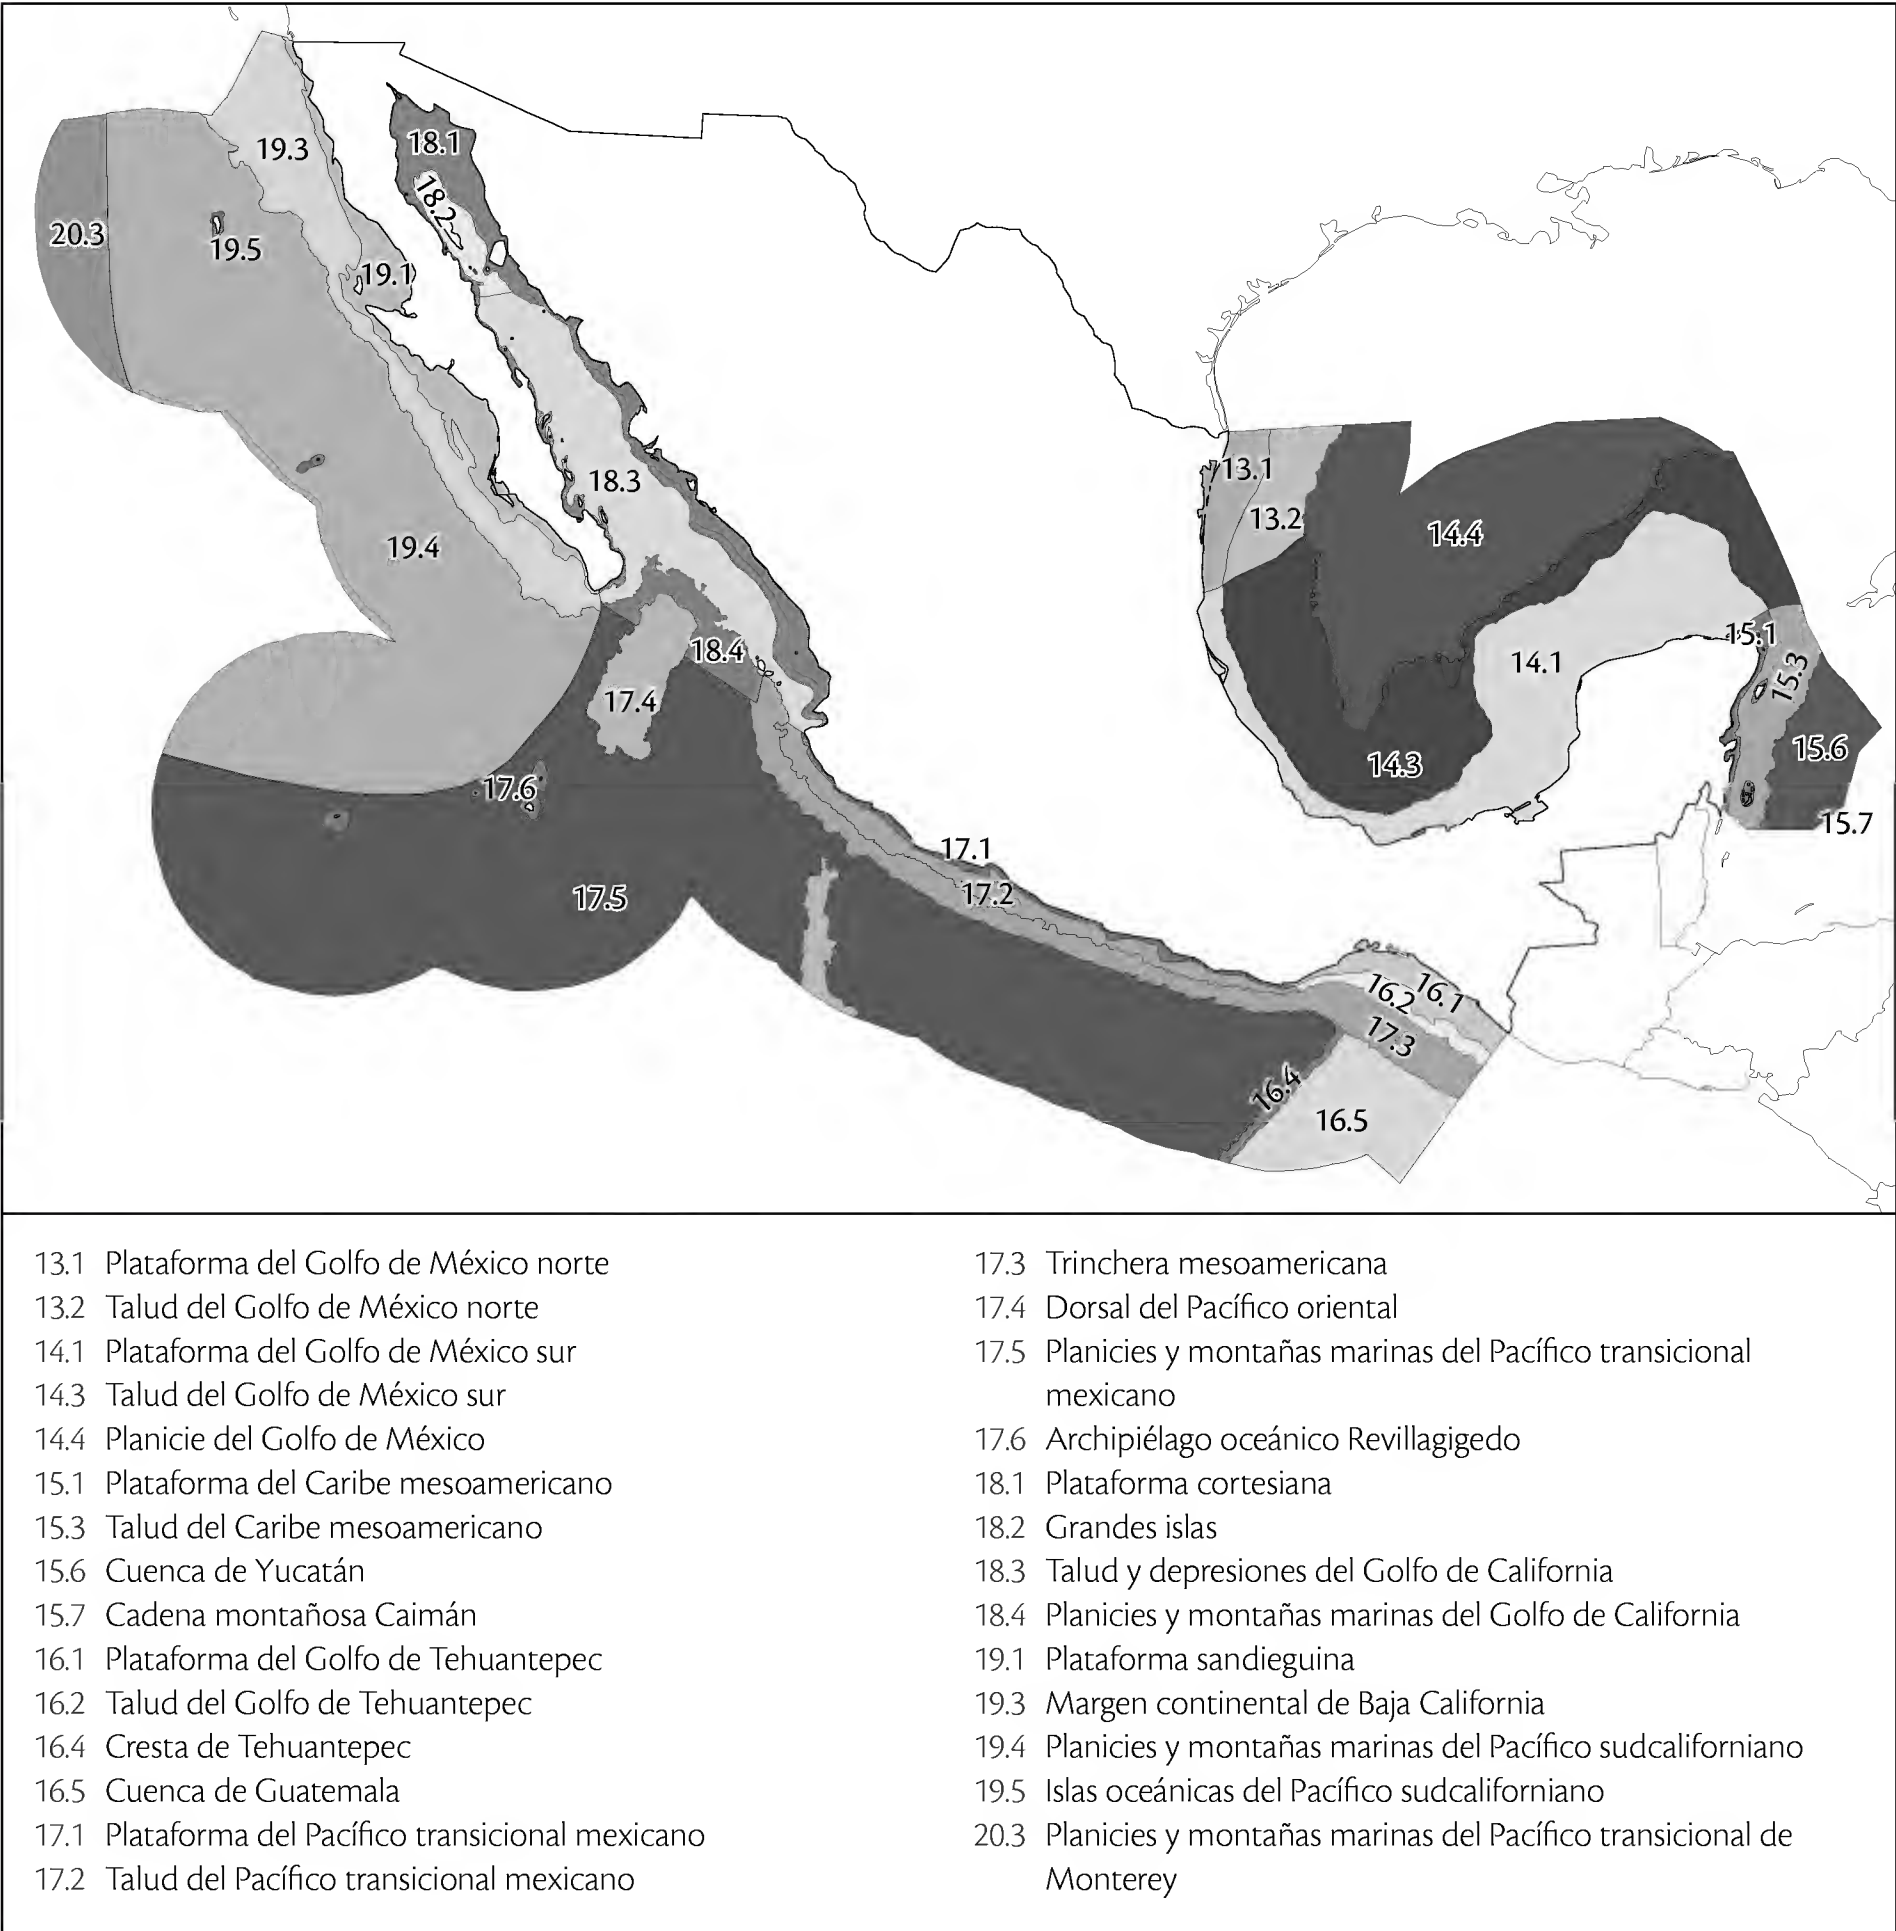 18.1
19.3
18.2
20.3
19.5
19.1
13.1
18.3
13.2
14.4
19.4
15.1
18.4
14.1
15.3
17.4
15.6
14.3
17.6
15.7
17.1
17.2
17.5
16.1
16.2
17.3
16.4
16.5
13.1 Plataforma del Golfo de México norte
13.2 Talud del Golfo de México norte
14.1 Plataforma del Golfo de México sur
14.3 Talud del Golfo de México sur
14.4 Planicie del Golfo de México
15.1 Plataforma del Caribe mesoamericano
15.3 Talud del Caribe mesoamericano
15.6 Cuenca de Yucatán
15.7 Cadena montañosa Caimán
16.1 Plataforma del Golfo de Tehuantepec
16.2 Talud del Golfo de Tehuantepec
16.4 Cresta de Tehuantepec
16.5 Cuenca de Guatemala
17.1 Plataforma del Pacífico transicional mexicano
17.2 Talud del Pacífico transicional mexicano
17.3 Trinchera mesoamericana
17.4 Dorsal del Pacífico oriental
17.5 Planicies y montañas marinas del Pacífico transicional
mexicano
17.6 Archipiélago oceánico Revillagigedo
18.1 Plataforma cortesiana
18.2 Grandes islas
18.3 Talud y depresiones del Golfo de California
18.4 Planicies y montañas marinas del Golfo de California
19.1 Plataforma sandieguina
19.3 Margen continental de Baja California
19.4 Planicies y montañas marinas del Pacífico sudcaliforniano
19.5 Islas oceánicas del Pacífico sudcaliforniano
20.3 Planicies y montañas marinas del Pacífico transicional de
Monterey